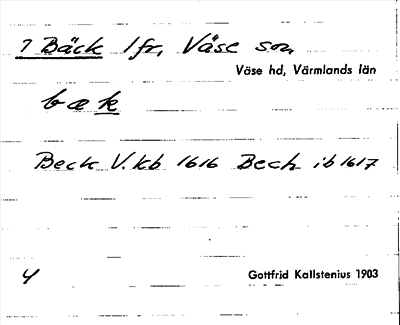 7 Bäck 1 fr, Väse sn,
Väse hd, Värmlands län
bæk
Beck V.kb 1616 Bech ib 1617
4
Gottfrid Kallstenius 1903